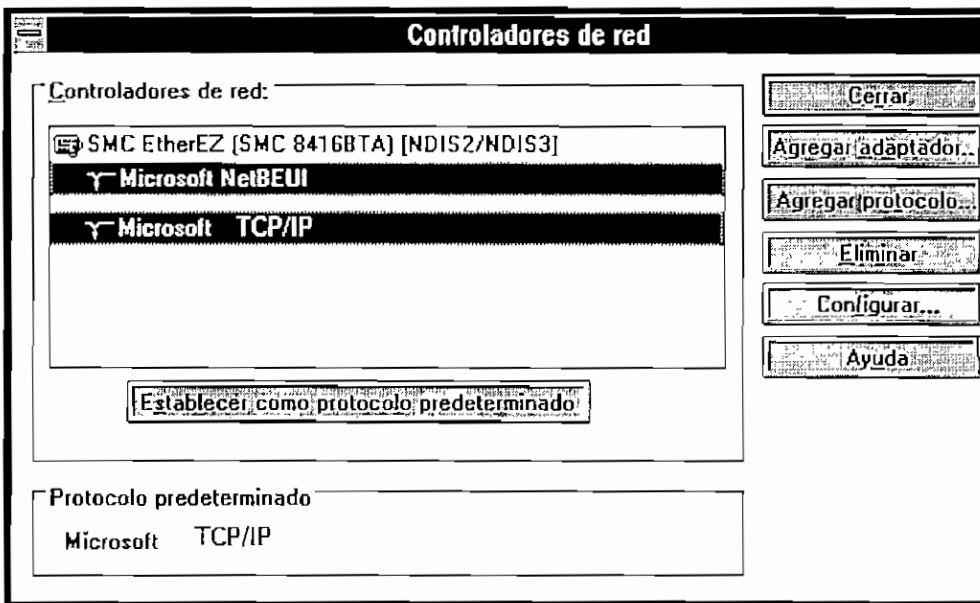 Controladores de red
Controladores de red:
SMC EtherEZ [SMC 8416BTA] [NDIS2/NDIS3]
Microsoft NetBEUI
Microsoft TCP/IP
Establecer como protocolo predeterminado
Protocolo predeterminado
Microsoft TCP/IP
Cerrar
Agregar adaptador...
Agregar protocolo...
Eliminar
Configurar...
Ayuda